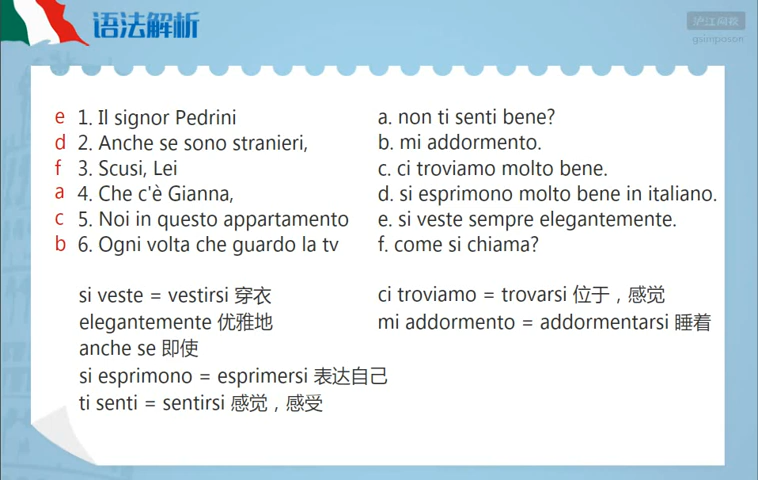 语法解析
沪江网校
gsimposon
e 1. Il signor Pedrini a. non ti senti bene?
d 2. Anche se sono stranieri, b. mi addormento.
f 3. Scusi, Lei c. ci troviamo molto bene.
a 4. Che c'è Gianna, d. si esprimono molto bene in italiano.
c 5. Noi in questo appartamento e. si veste sempre elegantemente.
b 6. Ogni volta che guardo la tv f. come si chiama?
si veste = vestirsi 穿衣 ci troviamo = trovarsi 位于，感觉
elegantemente 优雅地 mi addormento = addormentarsi 睡着
anche se 即使
si esprimono = esprimersi 表达自己
ti senti = sentirsi 感觉，感受